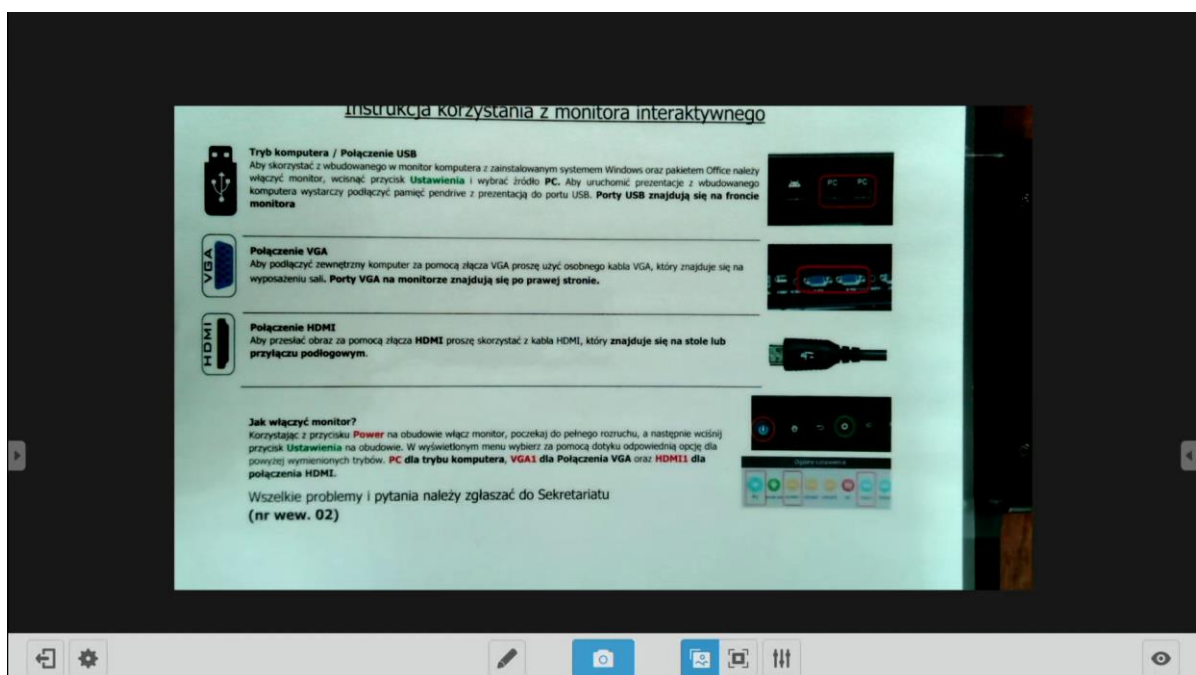 Instrukcja korzystania z monitora interaktywnego
Tryb komputera / Połączenie USB
Aby skorzystać z wbudowanego w monitor komputera z zainstalowanym systemem Windows oraz pakietem Office należy
włączyć monitor, wcisnąć przycisk Ustawienia i wybrać źródło PC. Aby uruchomić prezentacje z wbudowanego
komputera wystarczy podłączyć pamięć pendrive z prezentacją do portu USB. Porty USB znajdują się na froncie
monitora
PC PC
VGA
Połączenie VGA
Aby podłączyć zewnętrzny komputer za pomocą złącza VGA proszę użyć osobnego kabla VGA, który znajduje się na
wyposażeniu sali. Porty VGA na monitorze znajdują się po prawej stronie.
HDMI
Połączenie HDMI
Aby przesłać obraz za pomocą złącza HDMI proszę skorzystać z kabla HDMI, który znajduje się na stole lub
przyłączu podłogowym.
Jak włączyć monitor?
Korzystając z przycisku Power na obudowie włącz monitor, poczekaj do pełnego rozruchu, a następnie wciśnij
przycisk Ustawienia na obudowie. W wyświetlonym menu wybierz za pomocą dotyku odpowiednią opcję dla
powyżej wymienionych trybów. PC dla trybu komputera, VGA1 dla Połączenia VGA oraz HDMI1 dla
połączenia HDMI.
Ogólne ustawienia
Wszelkie problemy i pytania należy zgłaszać do Sekretariatu
(nr wew. 02)